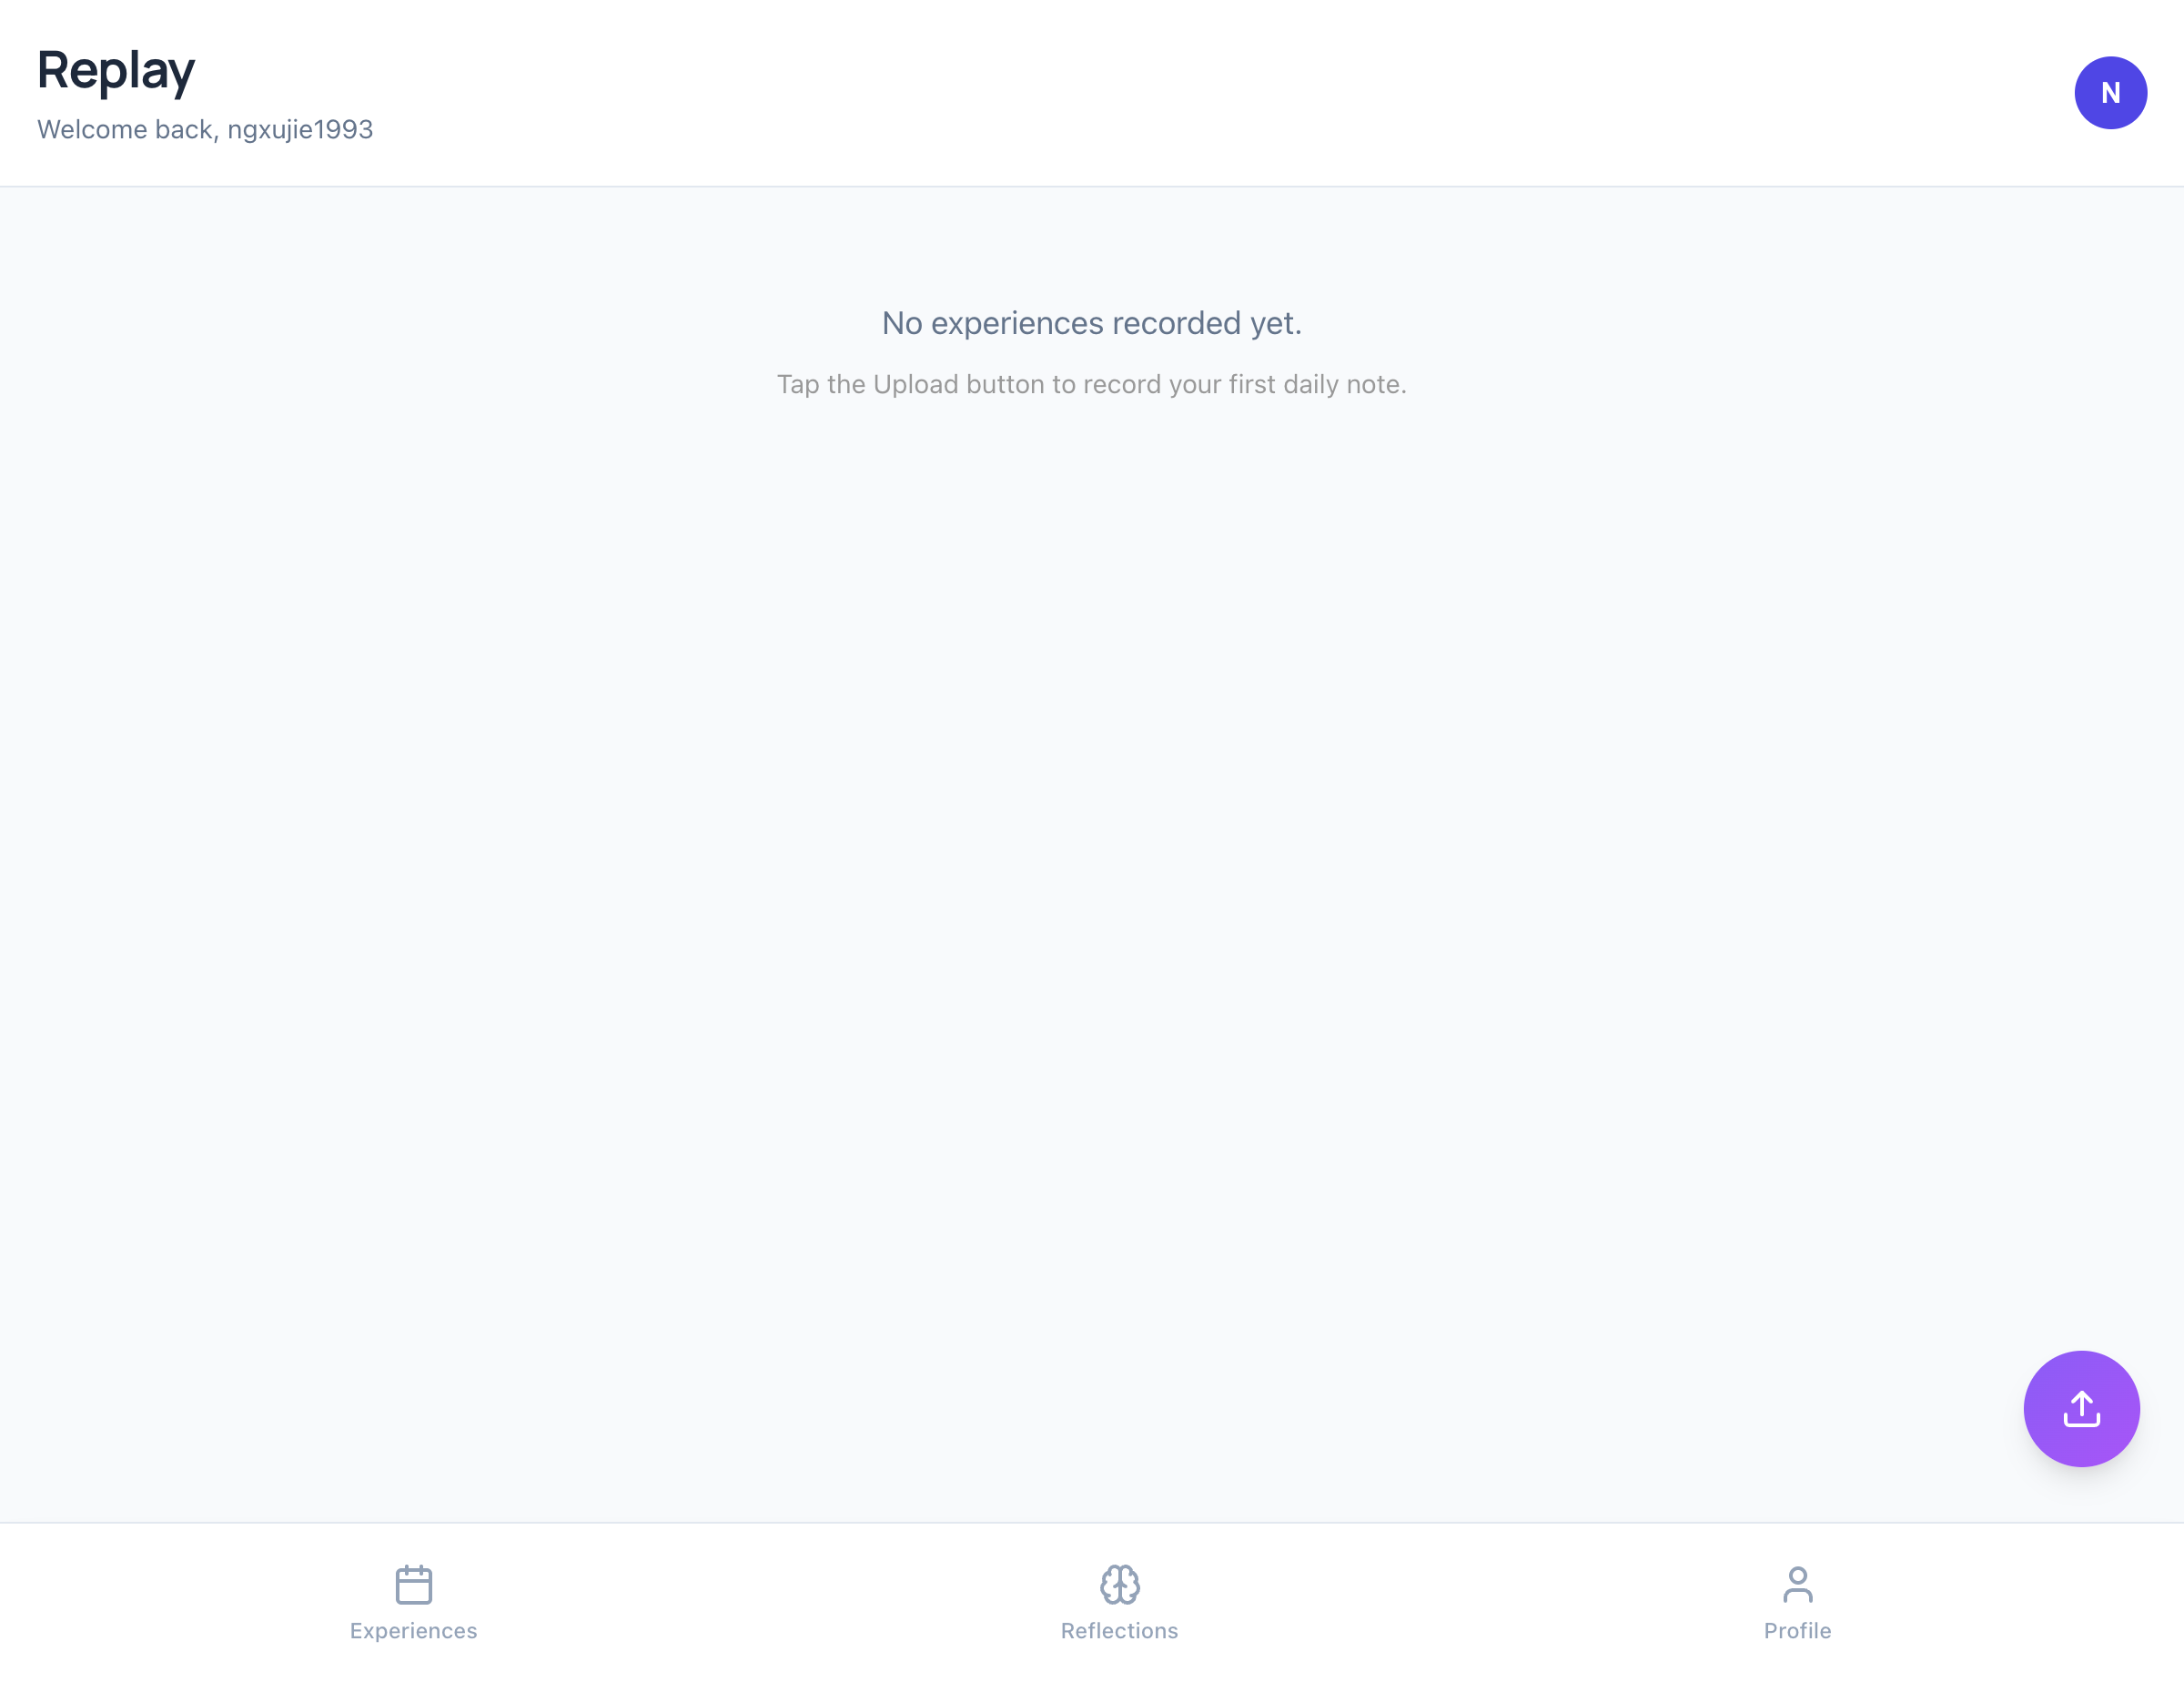 Replay
Welcome back, ngxujie1993
N
No experiences recorded yet.
Tap the Upload button to record your first daily note.
Experiences
Reflections
Profile